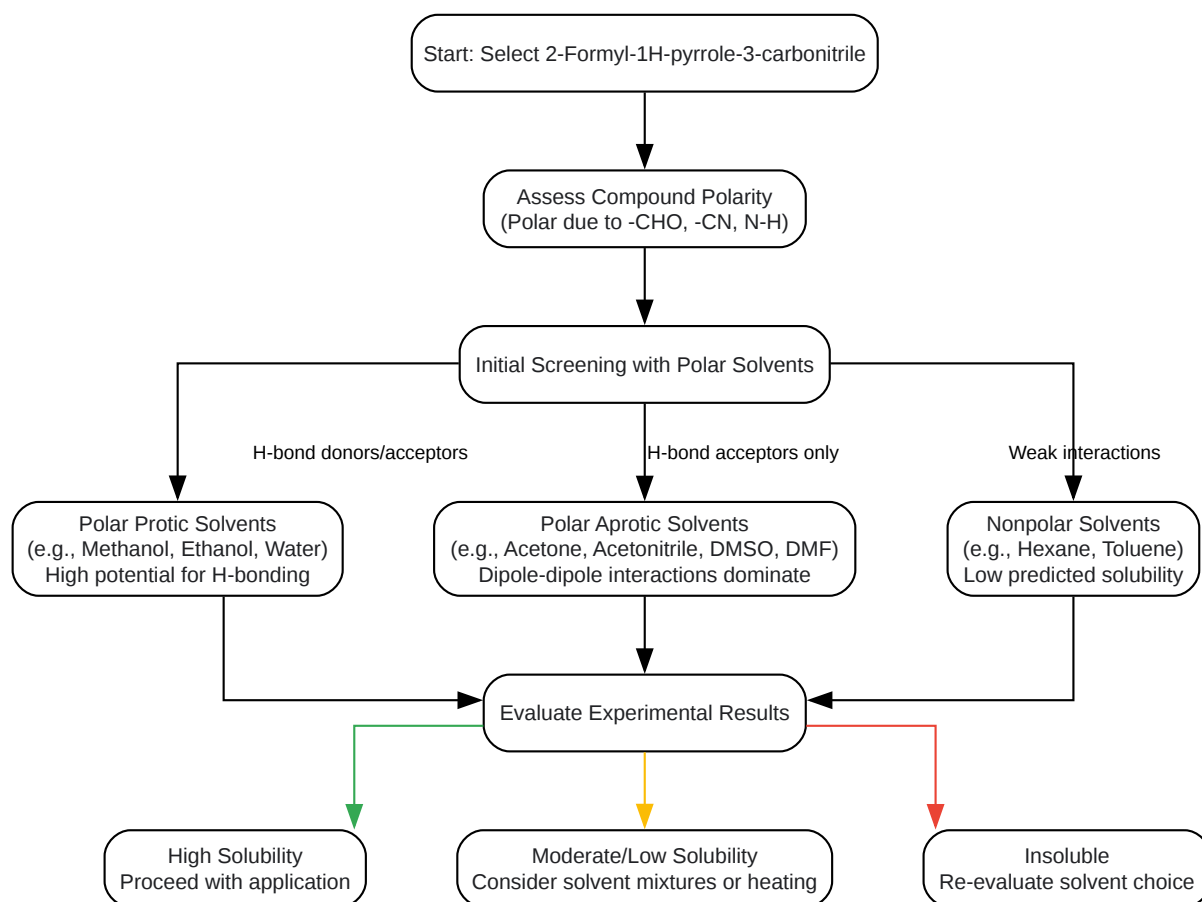 Start: Select 2-Formyl-1H-pyrrole-3-carbonitrile
Assess Compound Polarity
(Polar due to -CHO, -CN, N-H)
Initial Screening with Polar Solvents
H-bond donors/acceptors
H-bond acceptors only
Weak interactions
Polar Protic Solvents
(e.g., Methanol, Ethanol, Water)
High potential for H-bonding
Polar Aprotic Solvents
(e.g., Acetone, Acetonitrile, DMSO, DMF)
Dipole-dipole interactions dominate
Nonpolar Solvents
(e.g., Hexane, Toluene)
Low predicted solubility
Evaluate Experimental Results
High Solubility
Proceed with application
Moderate/Low Solubility
Consider solvent mixtures or heating
Insoluble
Re-evaluate solvent choice